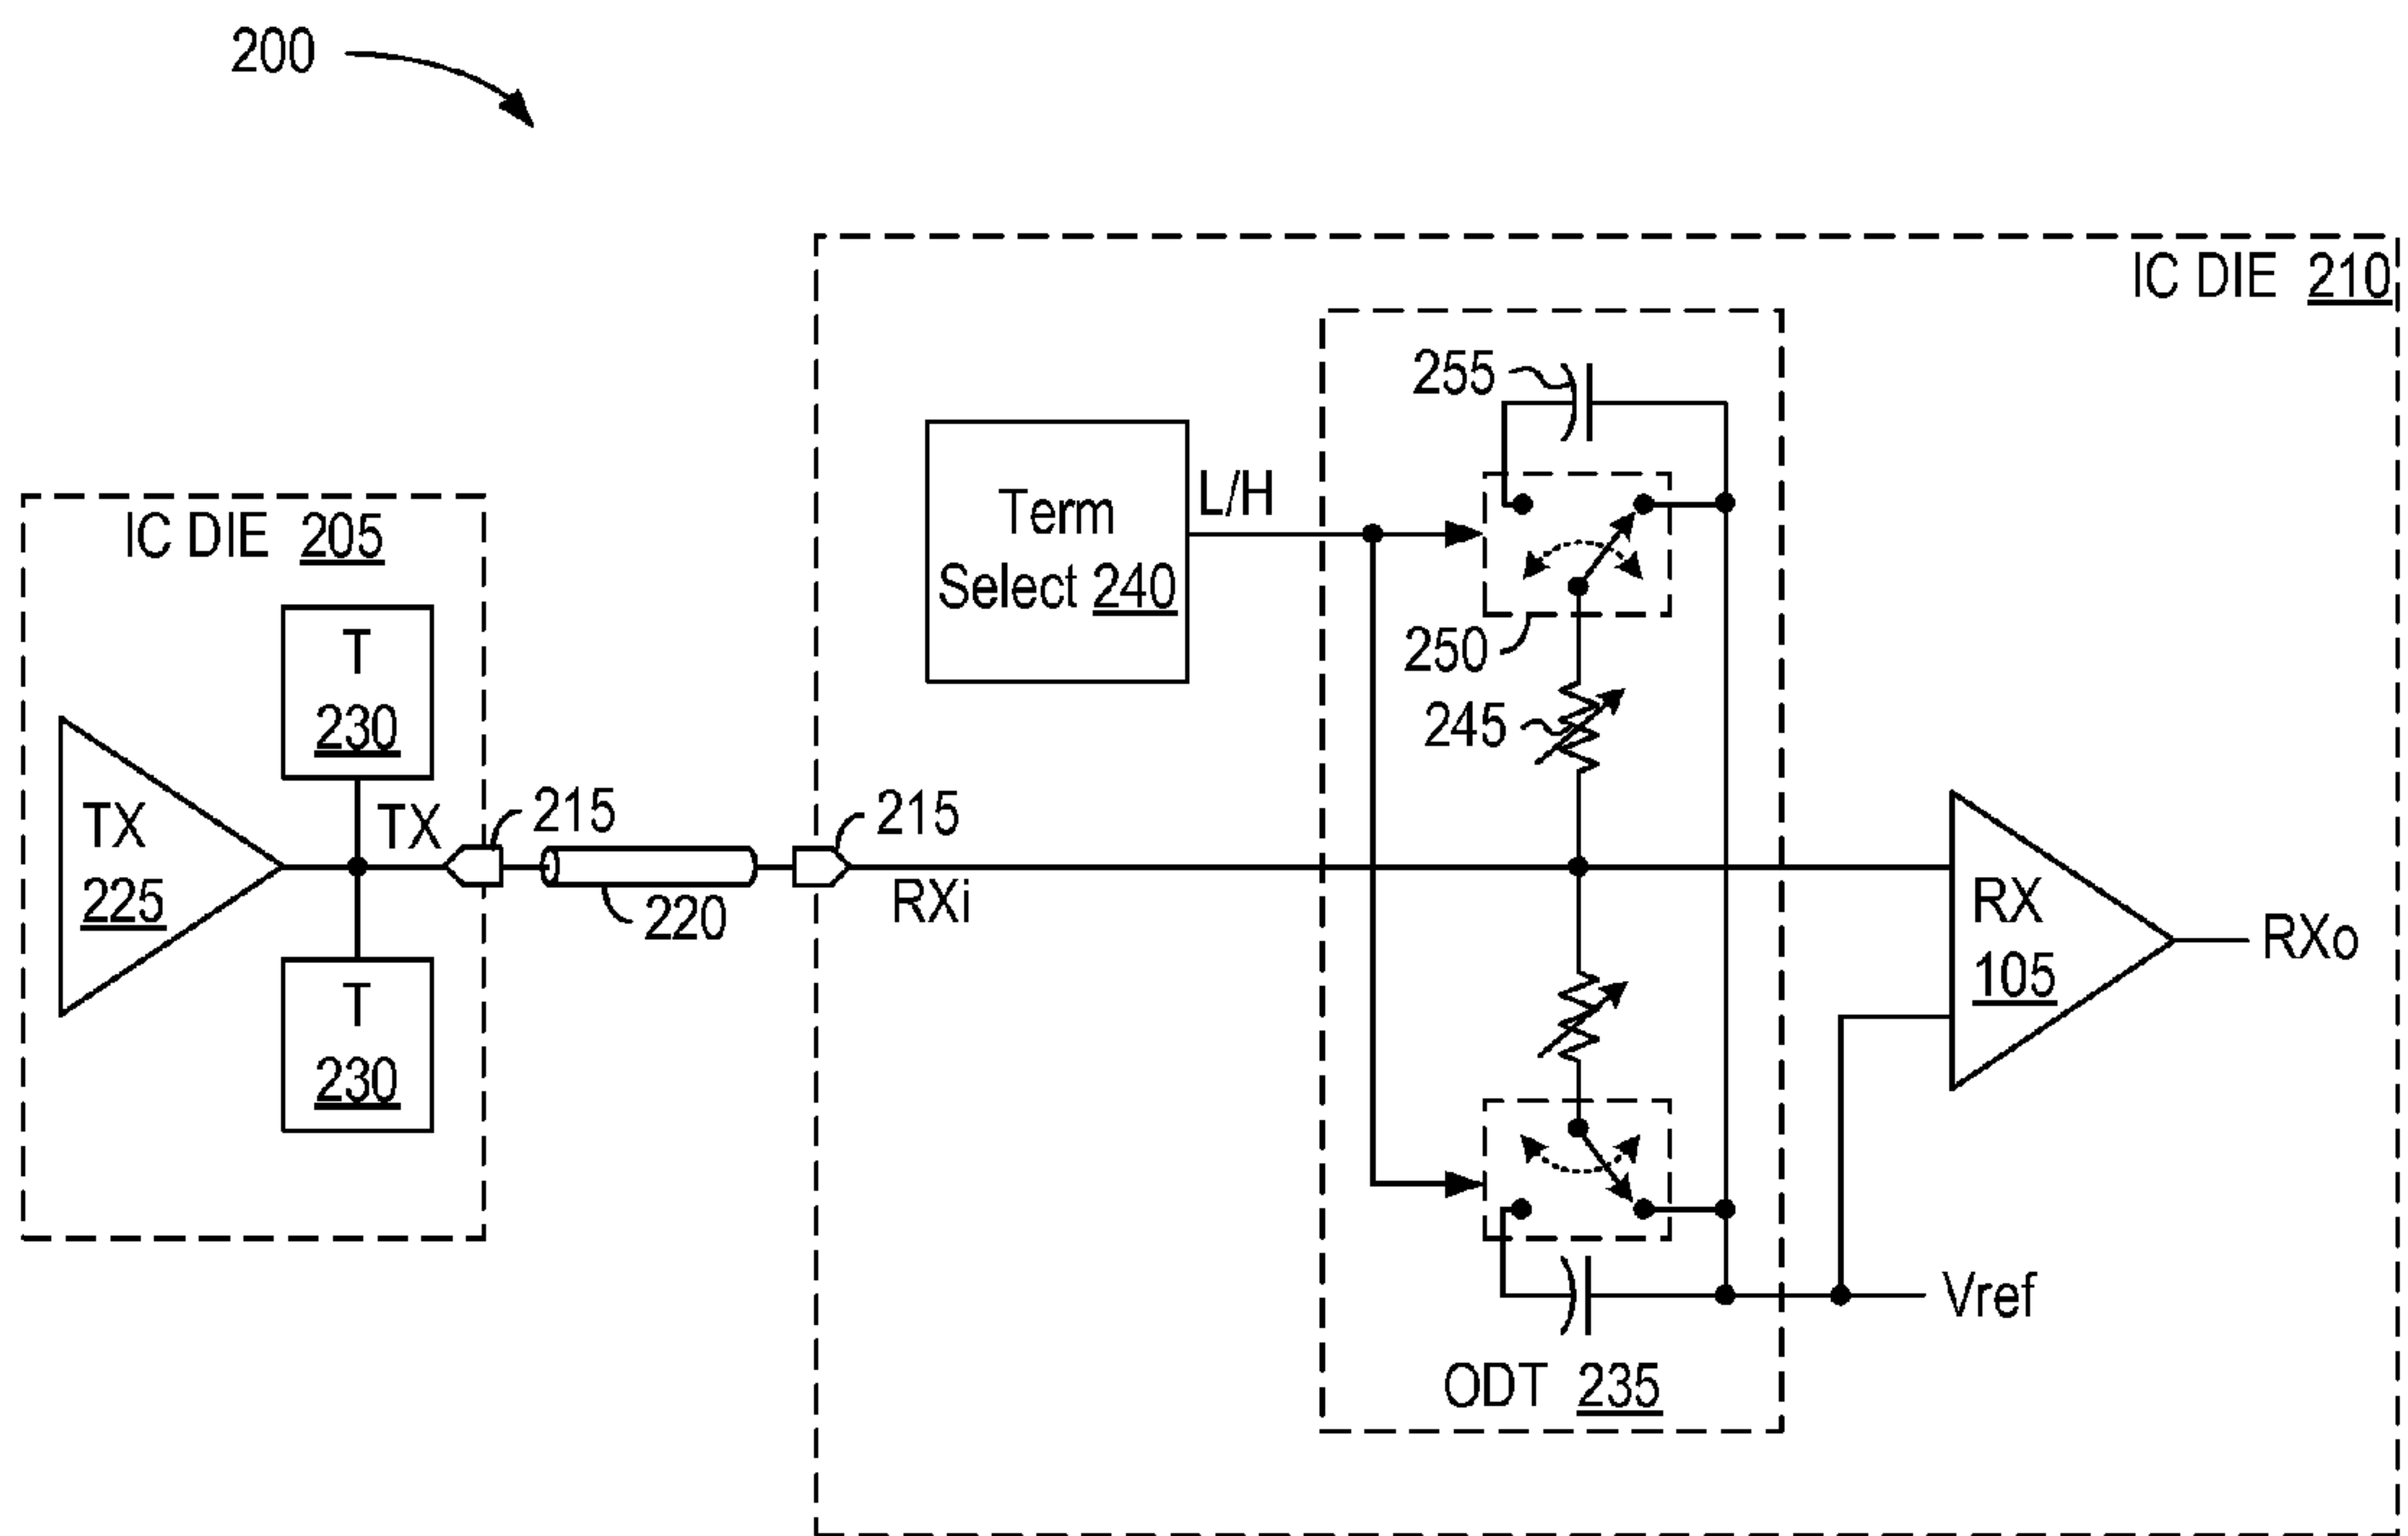 200
IC DIE 210
255
Term
Select 240
L/H
IC DIE 205
250
T
230
245
TX
225
TX
215
215
220
RXi
RX
105
RXo
T
230
Vref
ODT 235